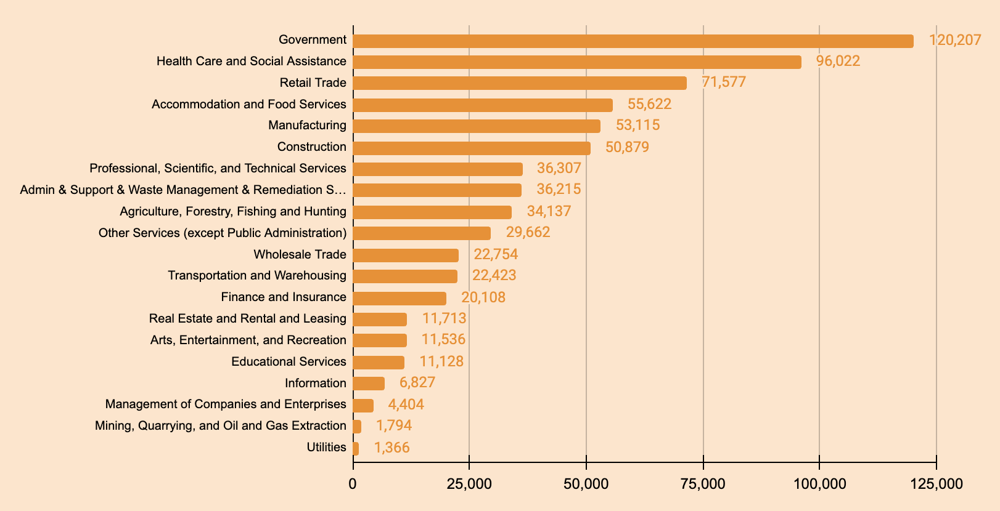 Government 120,207
Health Care and Social Assistance 96,022
Retail Trade 71,577
Accommodation and Food Services 55,622
Manufacturing 53,115
Construction 50,879
Professional, Scientific, and Technical Services 36,307
Admin & Support & Waste Management & Remediation S… 36,215
Agriculture, Forestry, Fishing and Hunting 34,137
Other Services (except Public Administration) 29,662
Wholesale Trade 22,754
Transportation and Warehousing 22,423
Finance and Insurance 20,108
Real Estate and Rental and Leasing 11,713
Arts, Entertainment, and Recreation 11,536
Educational Services 11,128
Information 6,827
Management of Companies and Enterprises 4,404
Mining, Quarrying, and Oil and Gas Extraction 1,794
Utilities 1,366
0 25,000 50,000 75,000 100,000 125,000